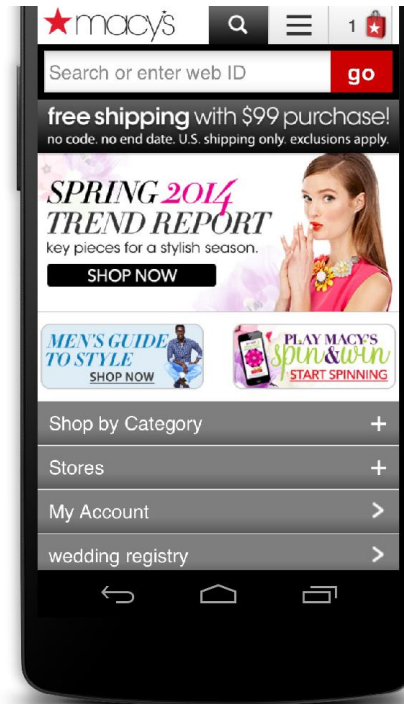 macy's
1
Search or enter web ID
go
free shipping with $99 purchase!
no code. no end date. U.S. shipping only. exclusions apply.
SPRING 2014
TREND REPORT
key pieces for a stylish season.
SHOP NOW
MEN'S GUIDE
TO STYLE
SHOP NOW
PLAY MACY'S
spin&win
START SPINNING
Shop by Category
Stores
My Account
wedding registry